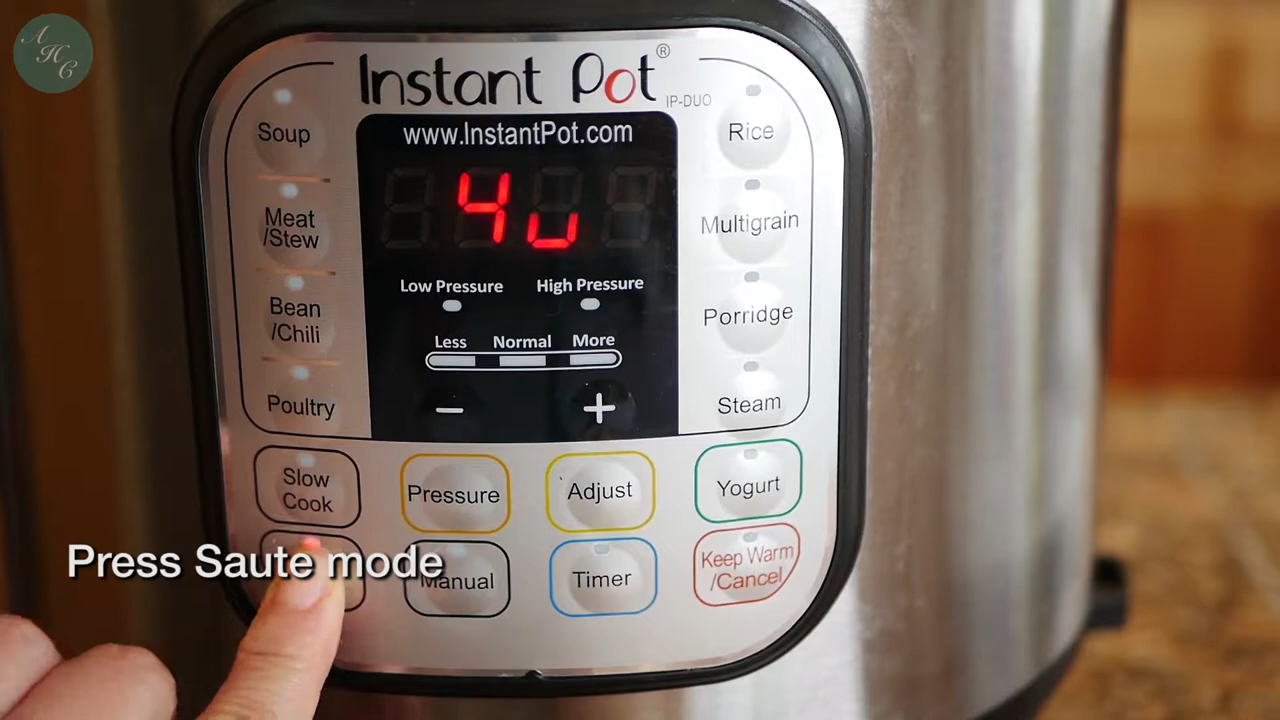 AHC
Instant Pot®
IP-DUO
www.InstantPot.com
4u
Soup
Meat
/Stew
Bean
/Chili
Poultry
Low Pressure
High Pressure
Less
Normal
More
−
+
Rice
Multigrain
Porridge
Steam
Slow
Cook
Pressure
Adjust
Yogurt
Press Saute mode
Manual
Timer
Keep Warm
/Cancel